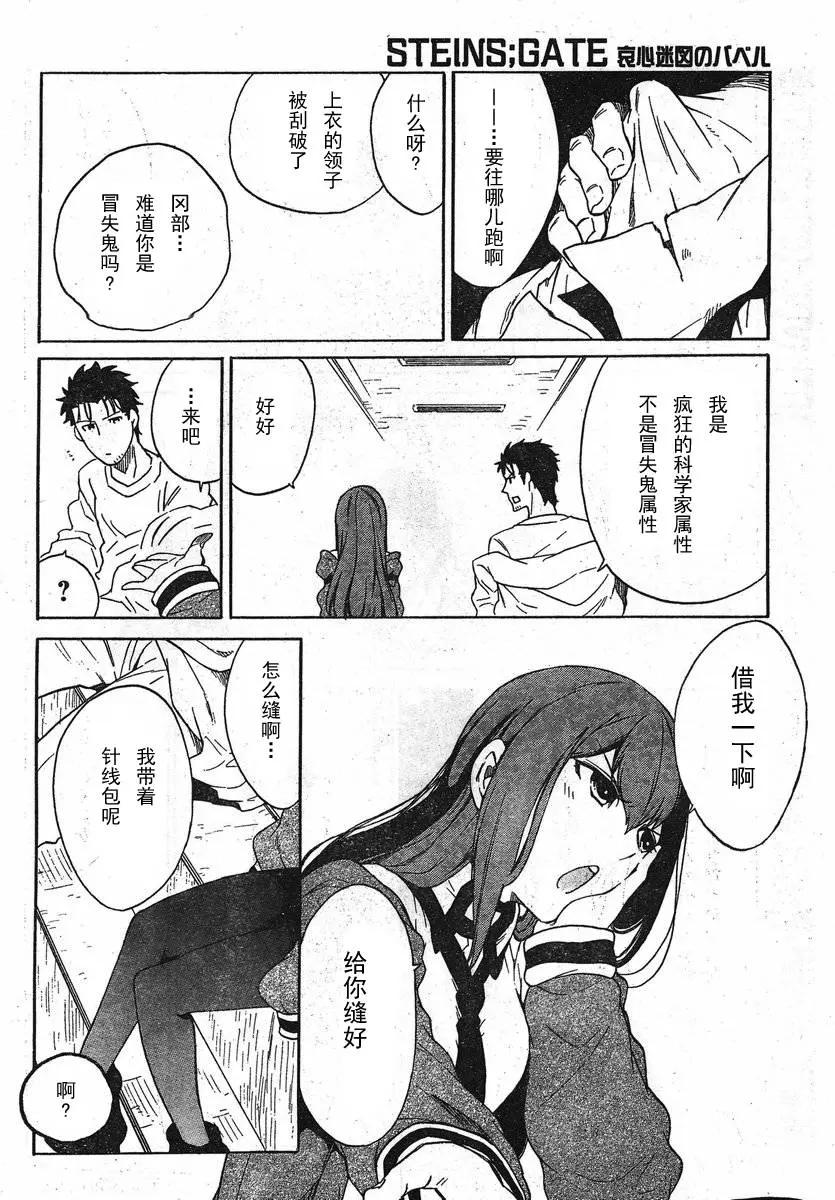 STEINS;GATE 哀心迷図のバベル
——…要往哪儿跑啊
什么呀?
上衣的领子
被刮破了
冈部…
难道你是
冒失鬼吗?
我是
疯狂的科学家属性
不是冒失鬼属性
好好
…来吧
?
借我一下啊
给你缝好
怎么缝啊…
我带着
针线包呢
啊?